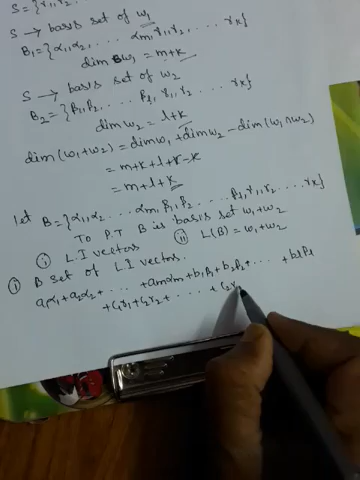 S = {r₁, r₂,
S → basis set of w₁
B₁ = {α₁, α₂, ..... αm, r₁, r₂, .... rk}
dim w₁ = m+k
S → basis set of w₂
B₂ = {β₁, β₂, ..... βl, r₁, r₂ ..... rk}
dim w₂ = l+k
dim (w₁+w₂) = dim w₁ + dim w₂ - dim (w₁∩w₂)
= m+k+l+k-k
= m+l+k
let B = {α₁, α₂ ..... αm, β₁, β₂, ..... βl, r₁, r₂ .... rk}
To P.T B is basis set w₁+w₂
(i) L.I vectors (ii) L(B) = w₁+w₂
(i) B set of L.I vectors.
a₁α₁ + a₂α₂ + ..... + amαm + b₁β₁ + b₂β₂ + ..... + blβl
+ c₁r₁ + c₂r₂ + ..... +